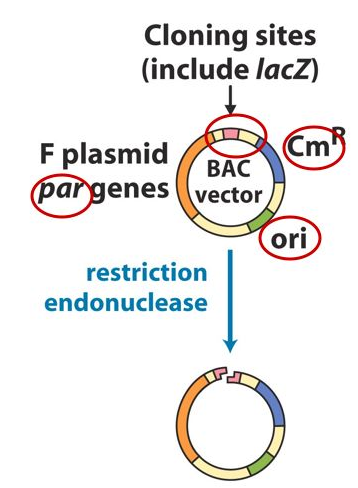 Cloning sites
(include lacZ)
F plasmid
par genes
BAC
vector
Cmᴿ
ori
restriction
endonuclease